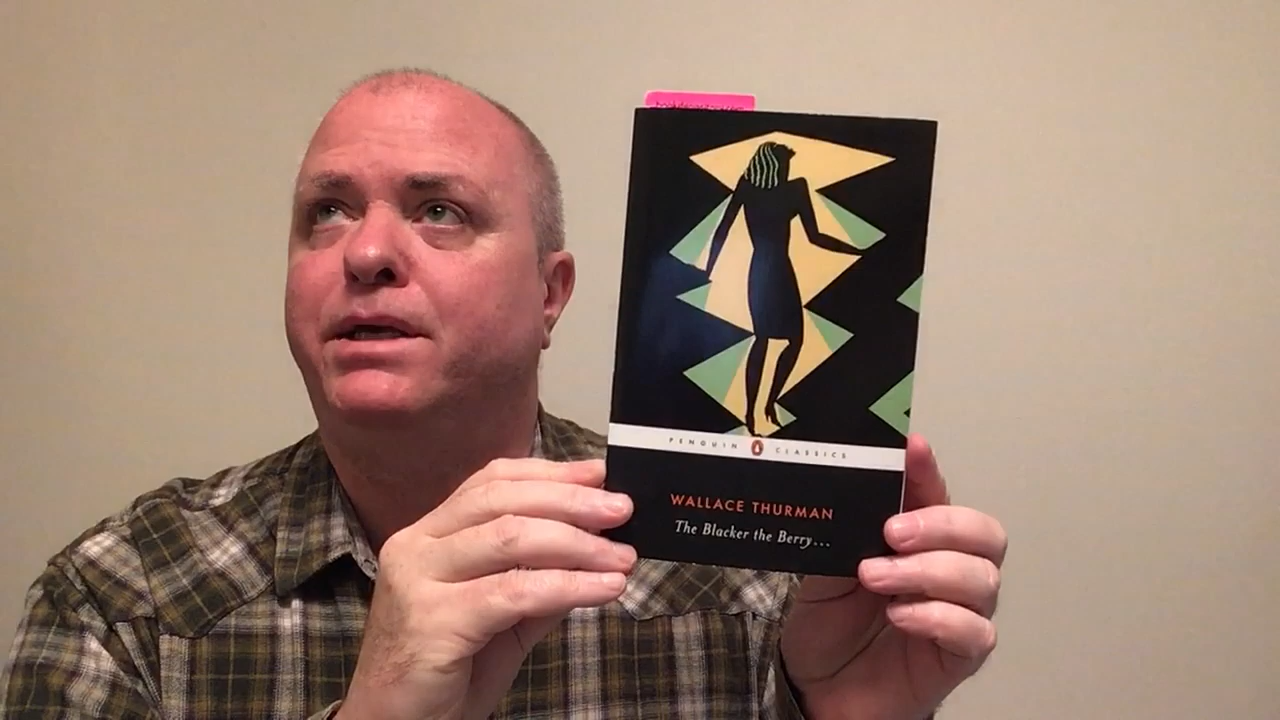 PENGUIN CLASSICS
WALLACE THURMAN
The Blacker the Berry...